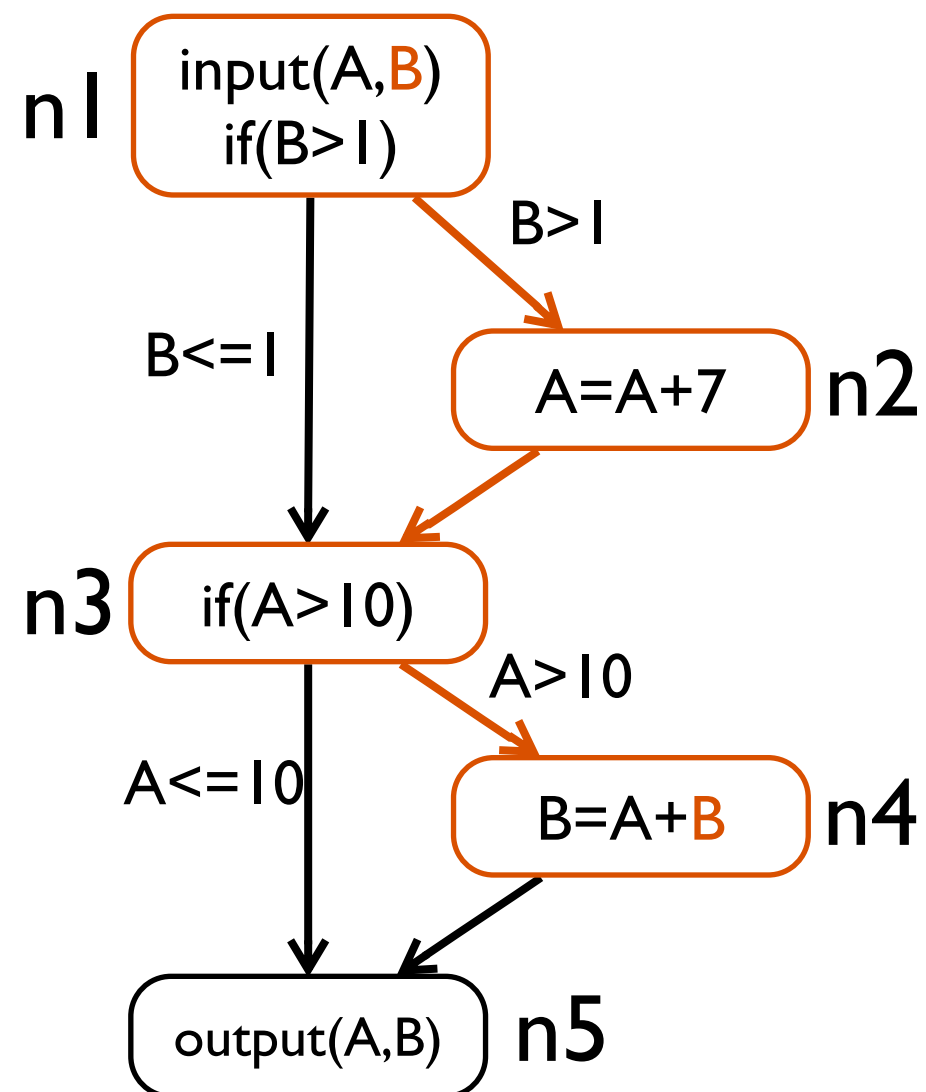 input(A,B)
n1
if(B>1)
B>1
B<=1
A=A+7
n2
n3
if(A>10)
A>10
A<=10
B=A+B
n4
output(A,B)
n5